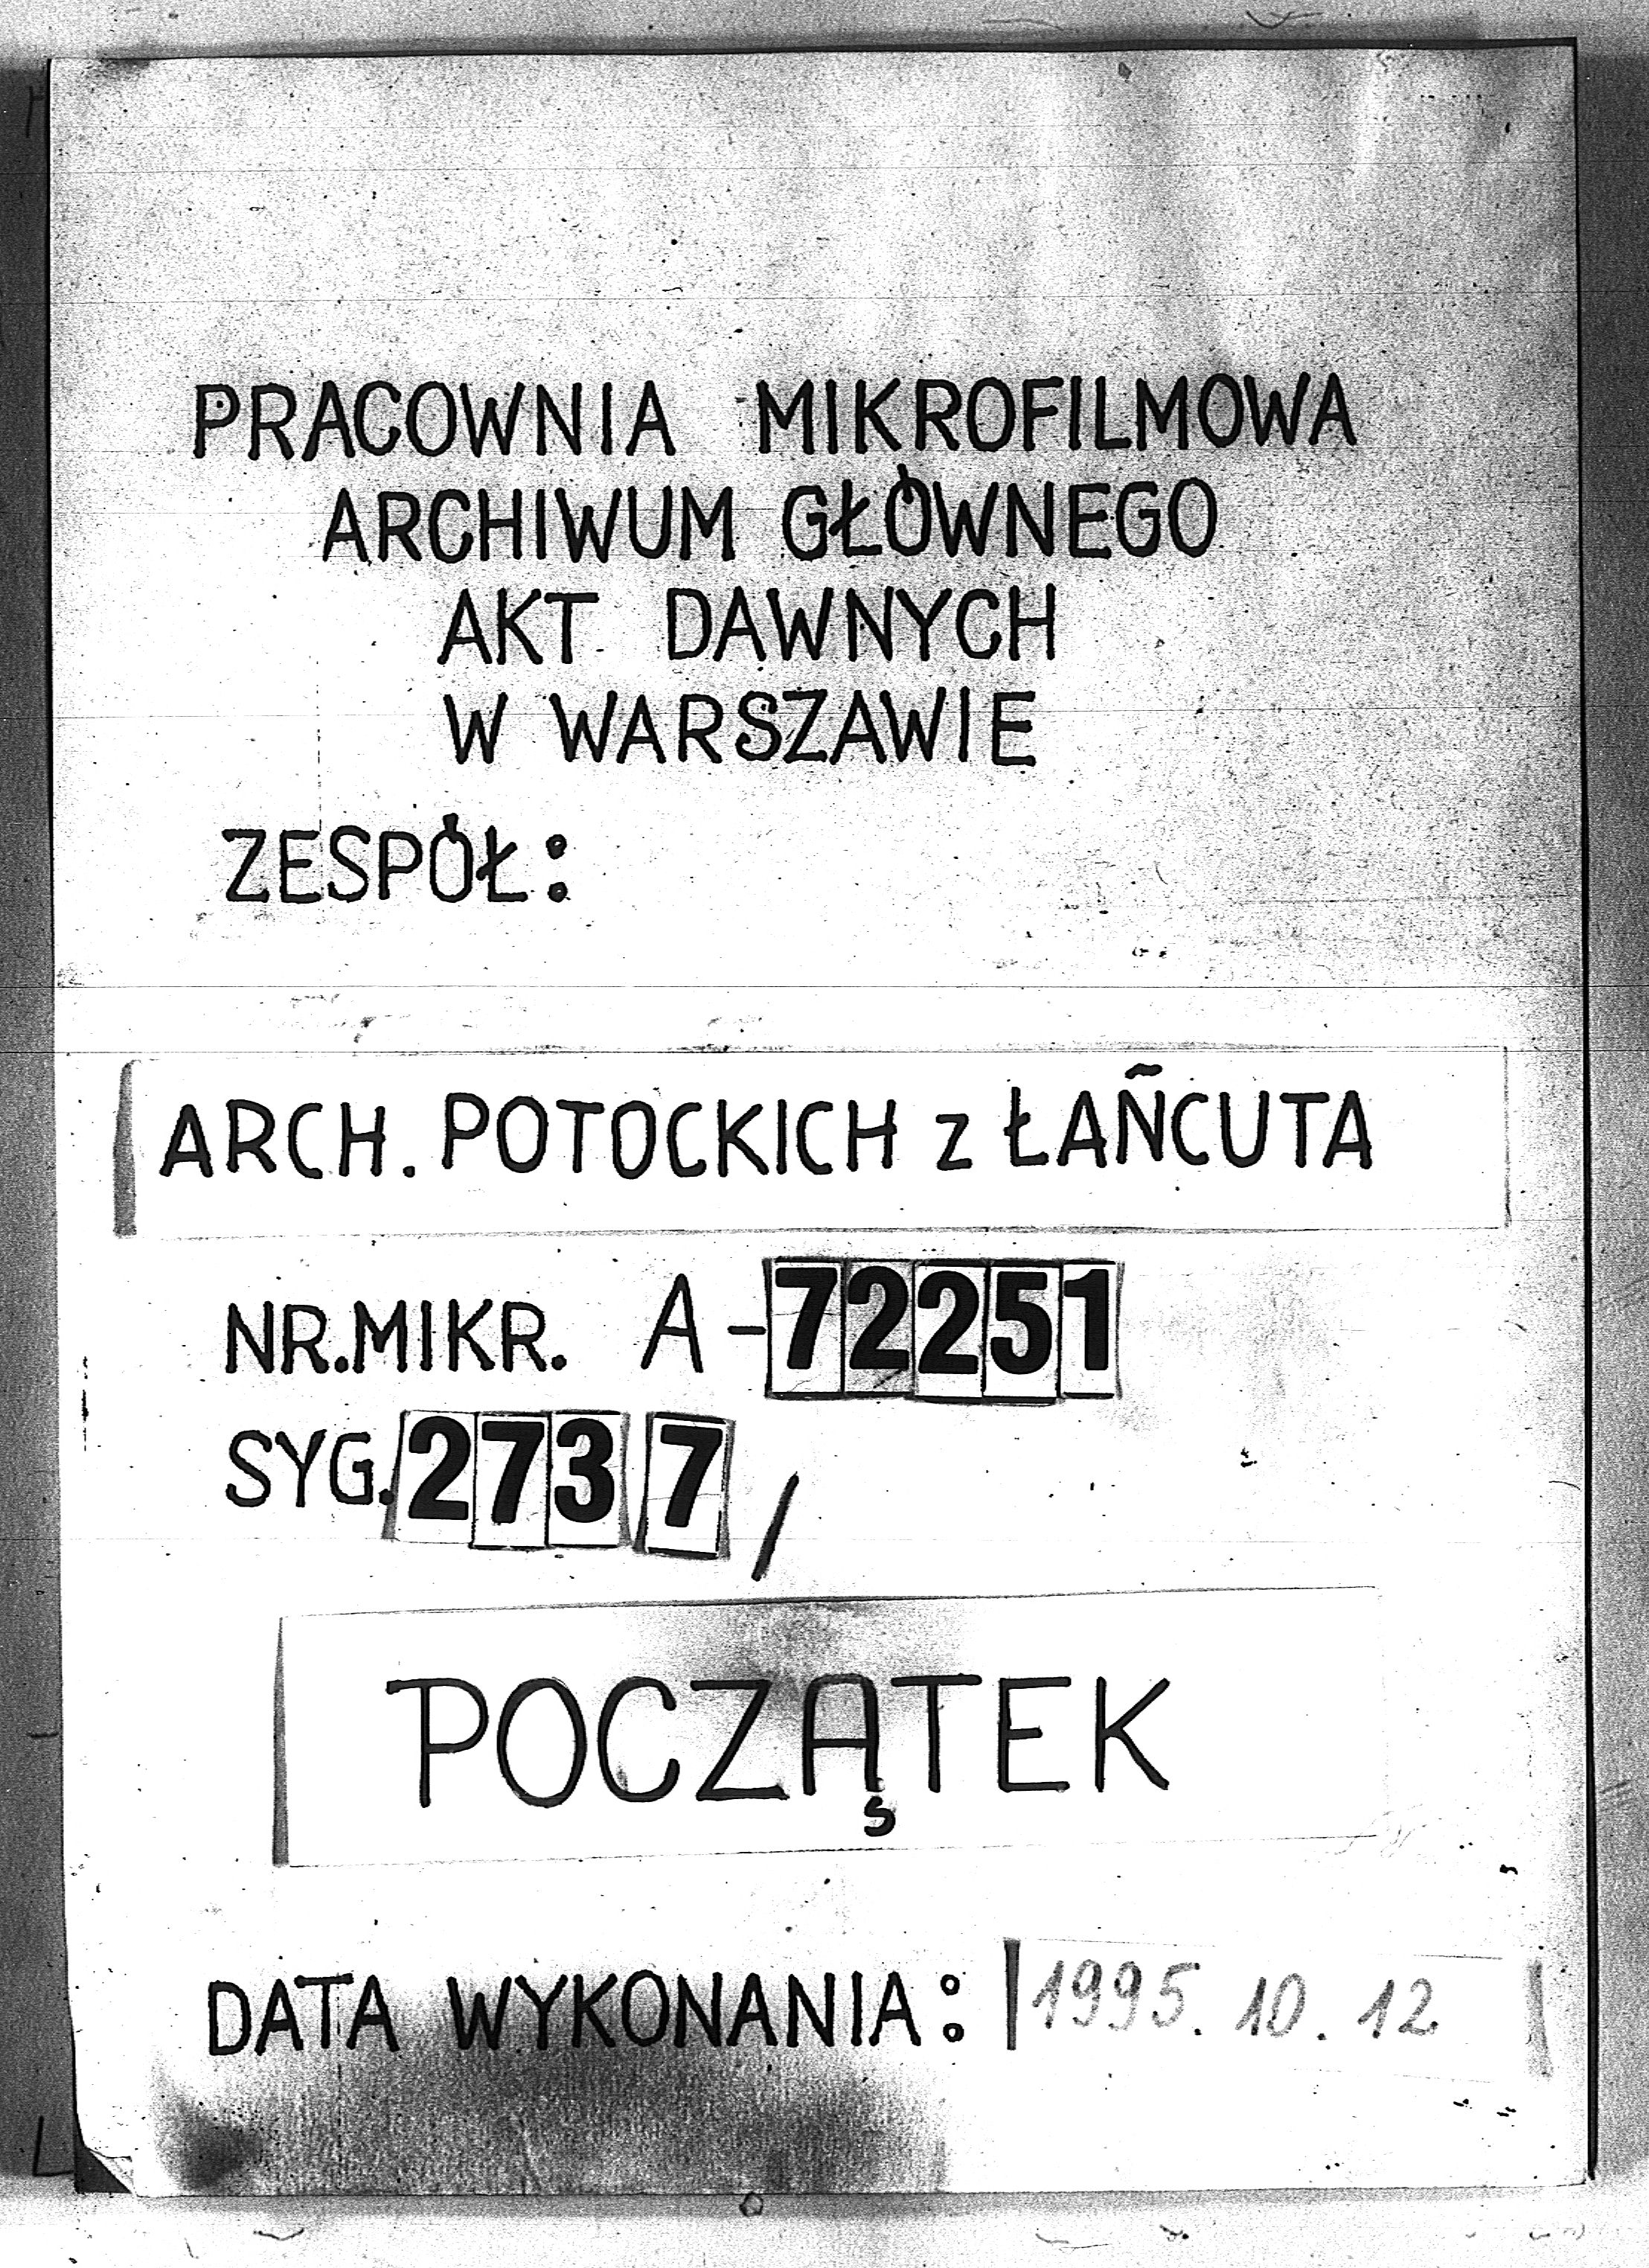 PRACOWNIA MIKROFILMOWA
ARCHIWUM GŁÓWNEGO
AKT DAWNYCH
W WARSZAWIE
ZESPÓŁ:
ARCH. POTOCKICH z ŁAŃCUTA
NR.MIKR. A-72251
SYG. 2737/
POCZĄTEK
DATA WYKONANIA: 1995.10.12